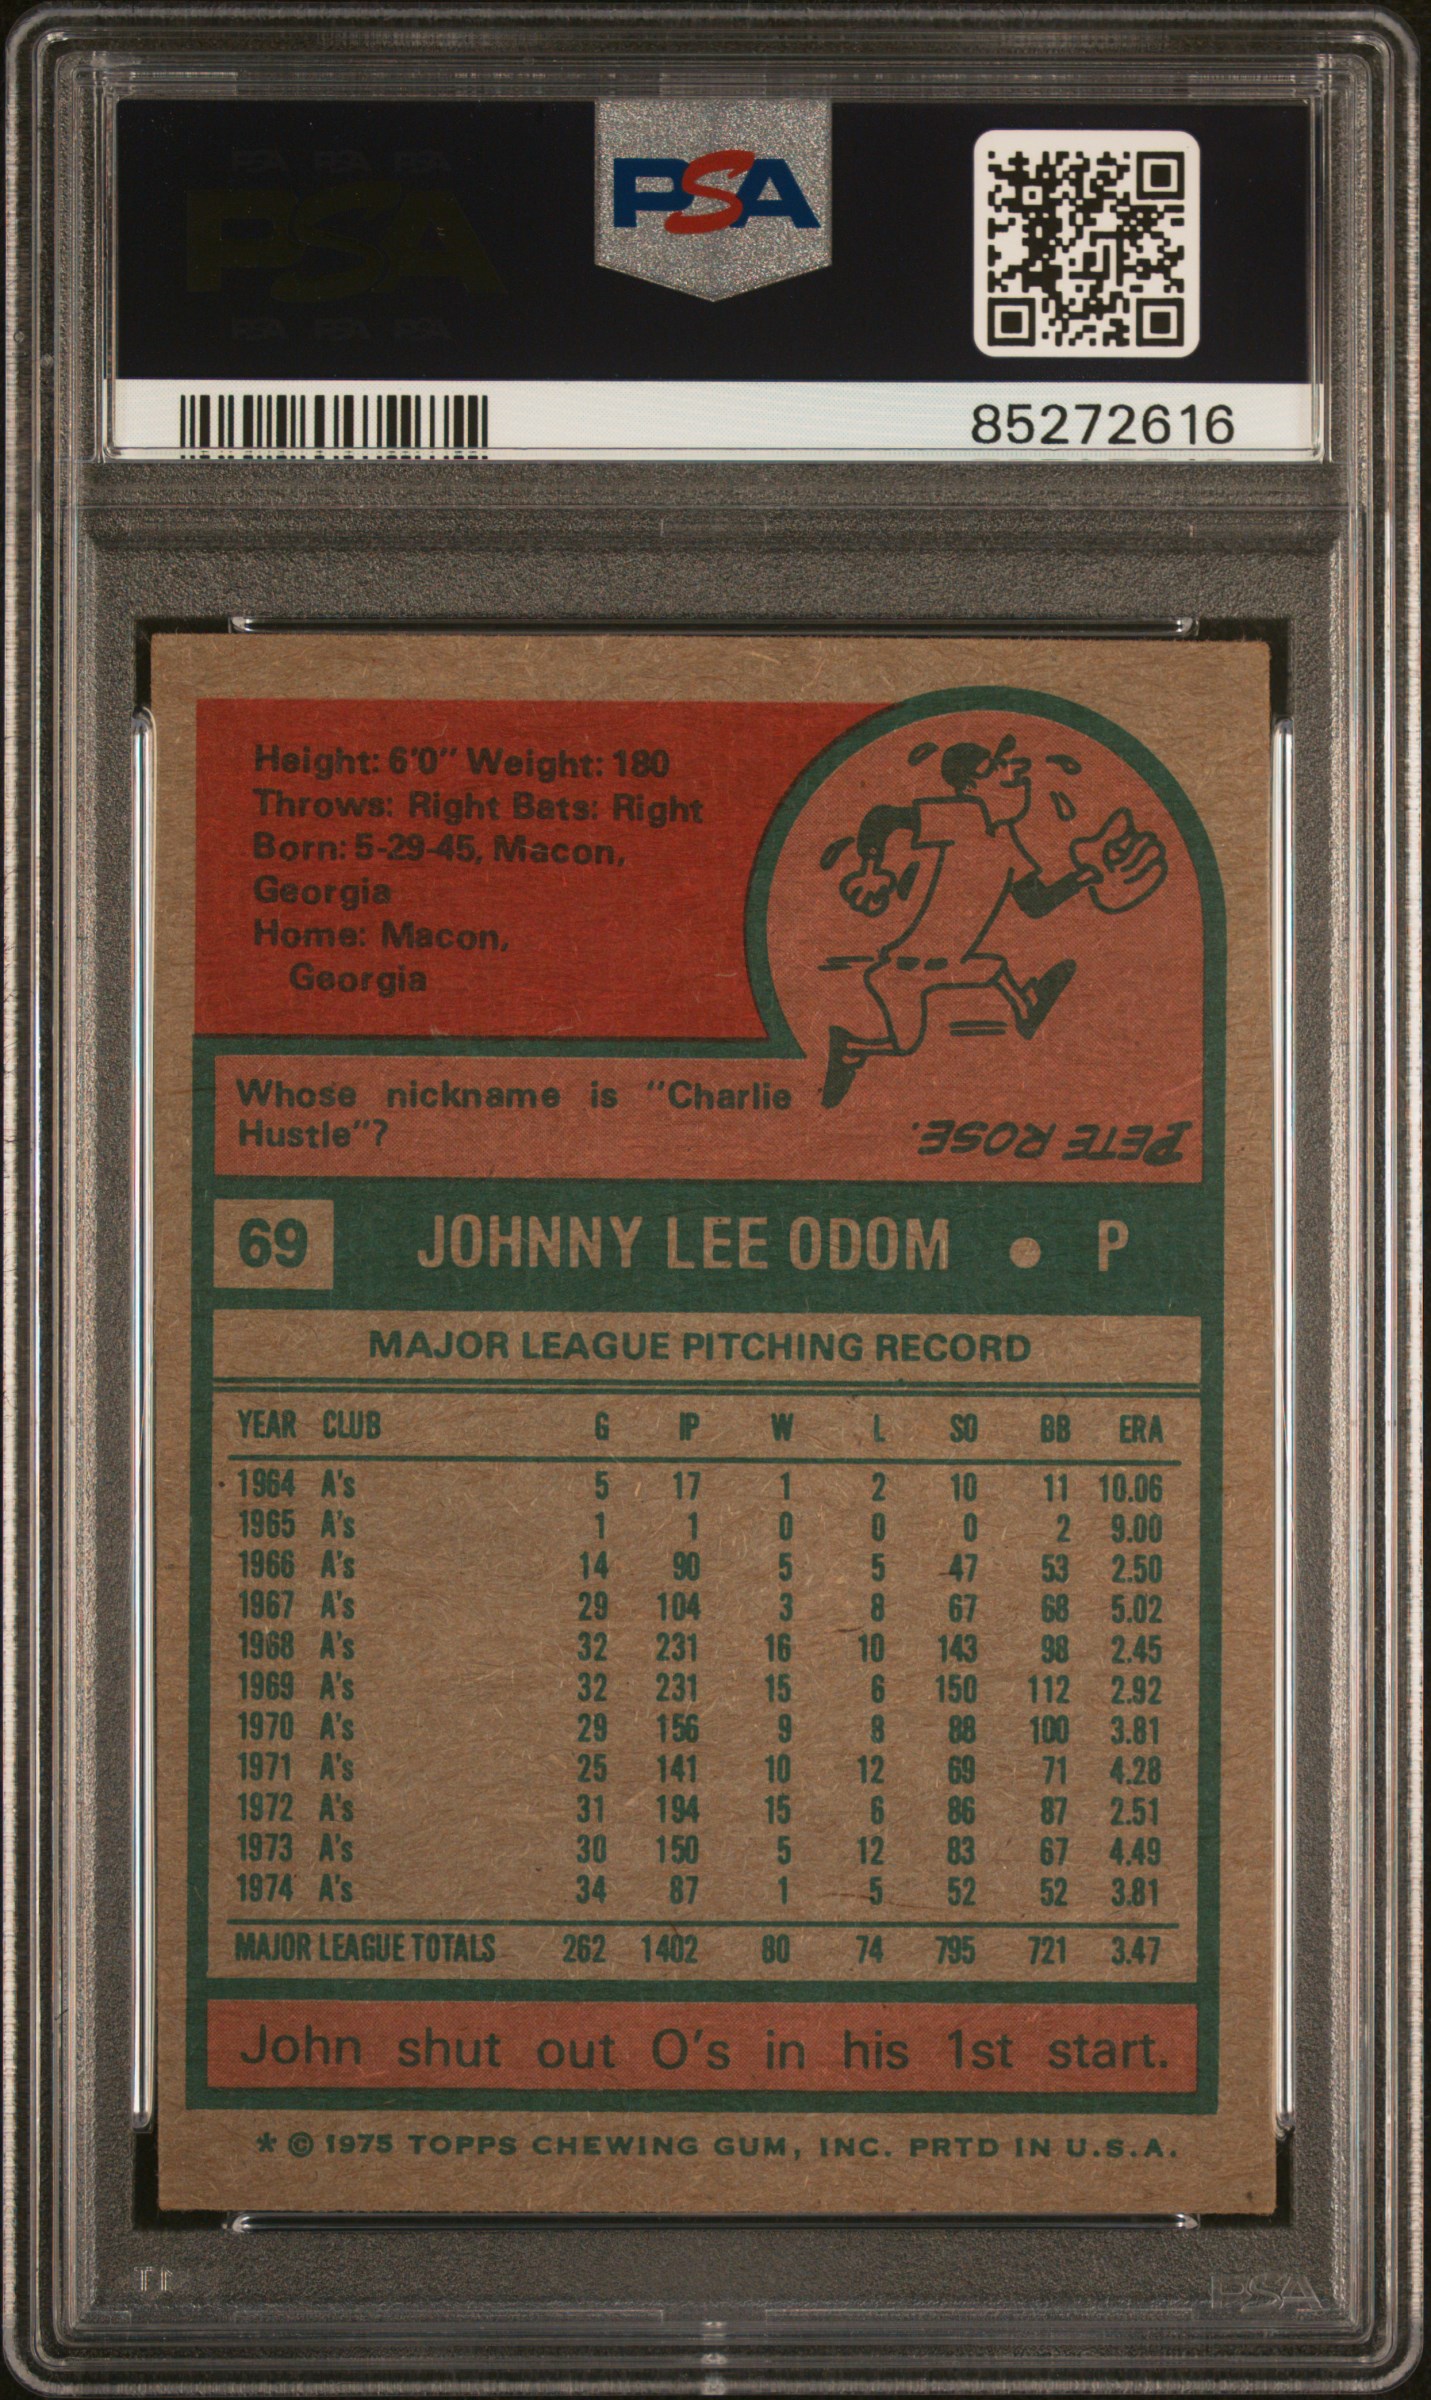 PSA PSA PSA
PSA
PSA PSA PSA
PSA
85272616
Height: 6'0" Weight: 180
Throws: Right Bats: Right
Born: 5-29-45, Macon,
Georgia
Home: Macon,
Georgia
Whose nickname is "Charlie
Hustle"?
PETE ROSE.
69 JOHNNY LEE ODOM • P
MAJOR LEAGUE PITCHING RECORD
YEAR CLUB G IP W L SO BB ERA
1964 A's 5 17 1 2 10 11 10.06
1965 A's 1 1 0 0 0 2 9.00
1966 A's 14 90 5 5 47 53 2.50
1967 A's 29 104 3 8 67 68 5.02
1968 A's 32 231 16 10 143 98 2.45
1969 A's 32 231 15 6 150 112 2.92
1970 A's 29 156 9 8 88 100 3.81
1971 A's 25 141 10 12 69 71 4.28
1972 A's 31 194 15 6 86 87 2.51
1973 A's 30 150 5 12 83 67 4.49
1974 A's 34 87 1 5 52 52 3.81
MAJOR LEAGUE TOTALS 262 1402 80 74 795 721 3.47
John shut out O's in his 1st start.
* © 1975 TOPPS CHEWING GUM, INC. PRTD IN U.S.A.
PSA